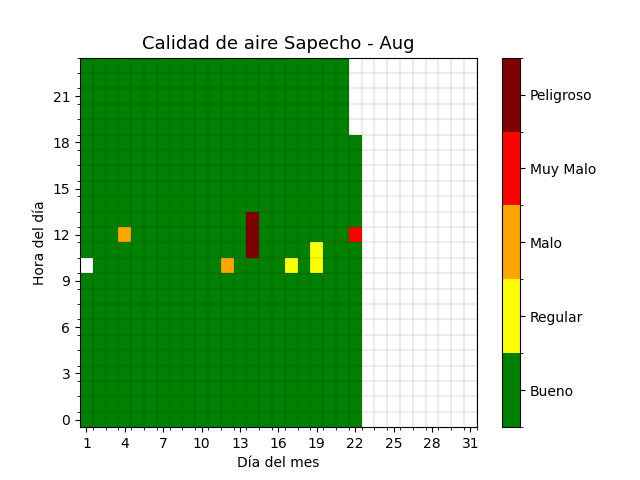 Calidad de aire Sapecho - Aug
Hora del día
21
18
15
12
9
6
3
0
1 4 7 10 13 16 19 22 25 28 31
Día del mes
Peligroso
Muy Malo
Malo
Regular
Bueno